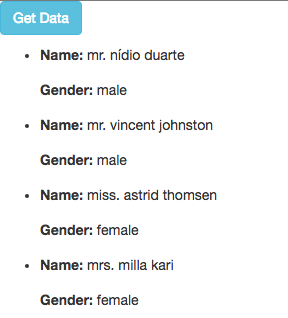 Get Data
Name: mr. nídio duarte
Gender: male
Name: mr. vincent johnston
Gender: male
Name: miss. astrid thomsen
Gender: female
Name: mrs. milla kari
Gender: female